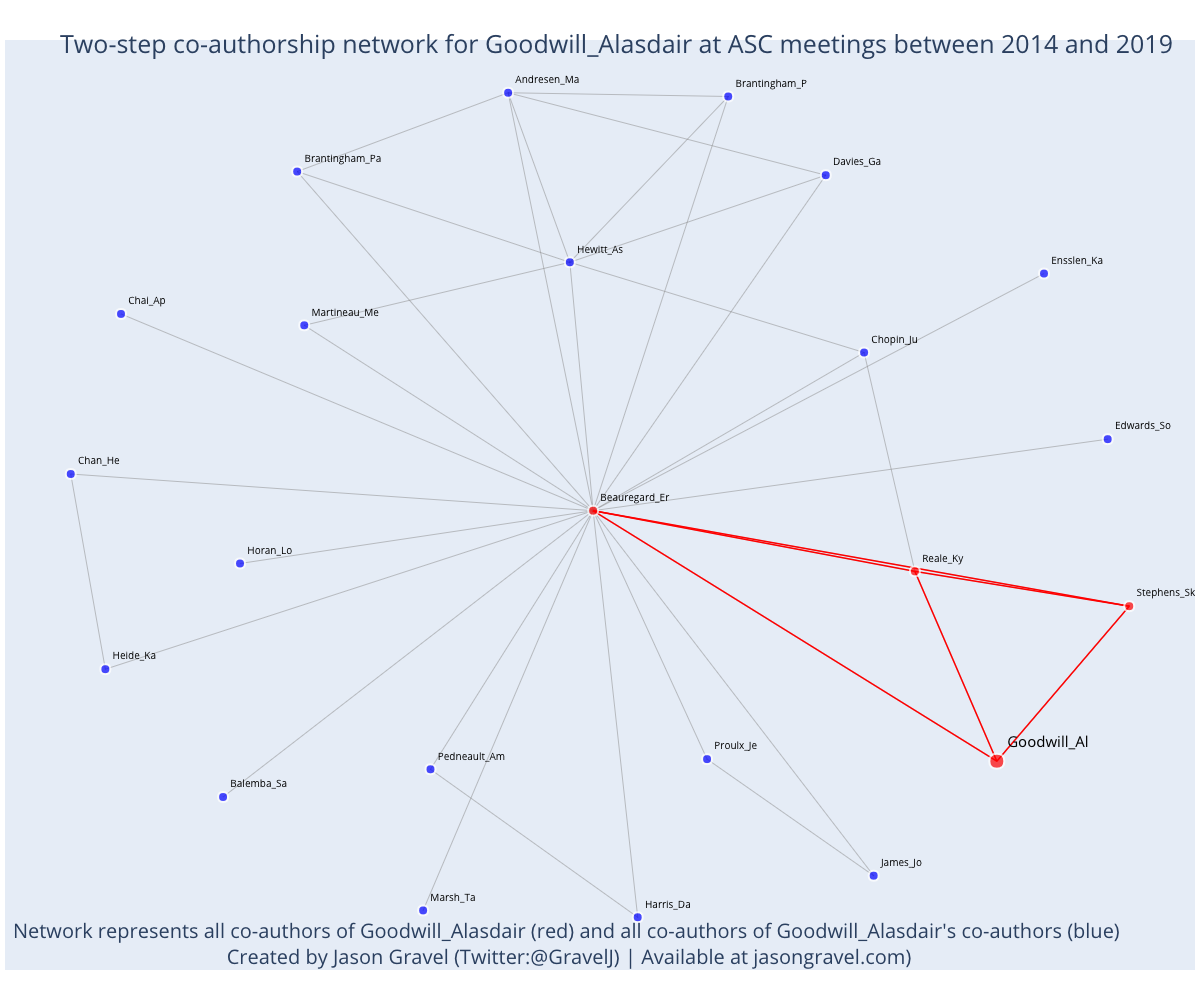 Two-step co-authorship network for Goodwill_Alasdair at ASC meetings between 2014 and 2019
Andresen_Ma
Brantingham_P
Brantingham_Pa
Davies_Ga
Hewitt_As
Ensslen_Ka
Chai_Ap
Martineau_Me
Chopin_Ju
Edwards_So
Chan_He
Beauregard_Er
Horan_Lo
Reale_Ky
Stephens_Sk
Heide_Ka
Goodwill_Al
Proulx_Je
Pedneault_Am
Balemba_Sa
James_Jo
Marsh_Ta
Harris_Da
Network represents all co-authors of Goodwill_Alasdair (red) and all co-authors of Goodwill_Alasdair's co-authors (blue)
Created by Jason Gravel (Twitter:@GravelJ) | Available at jasongravel.com)